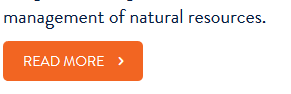 management of natural resources.
READ MORE